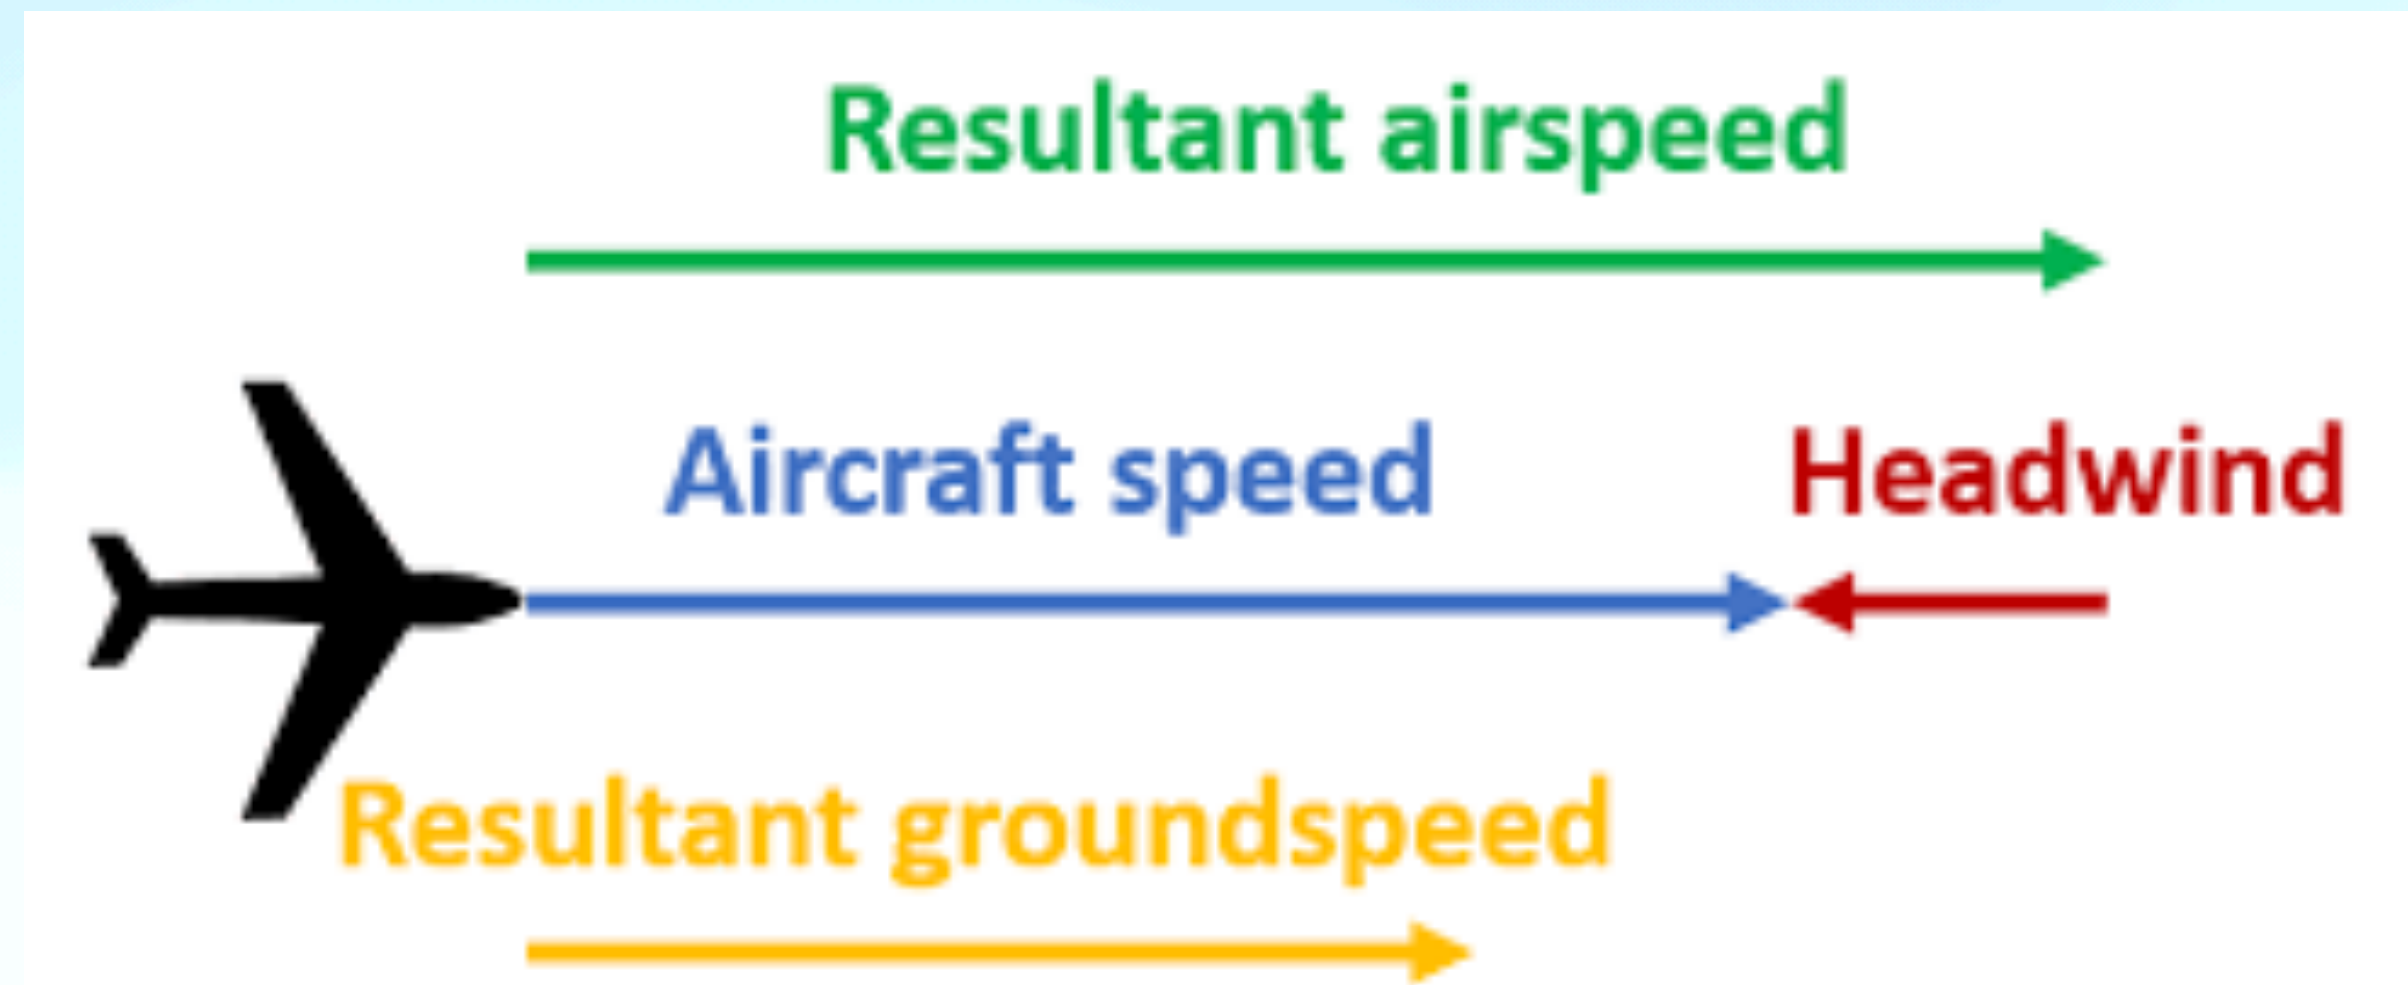 Resultant airspeed
Aircraft speed
Headwind
Resultant groundspeed